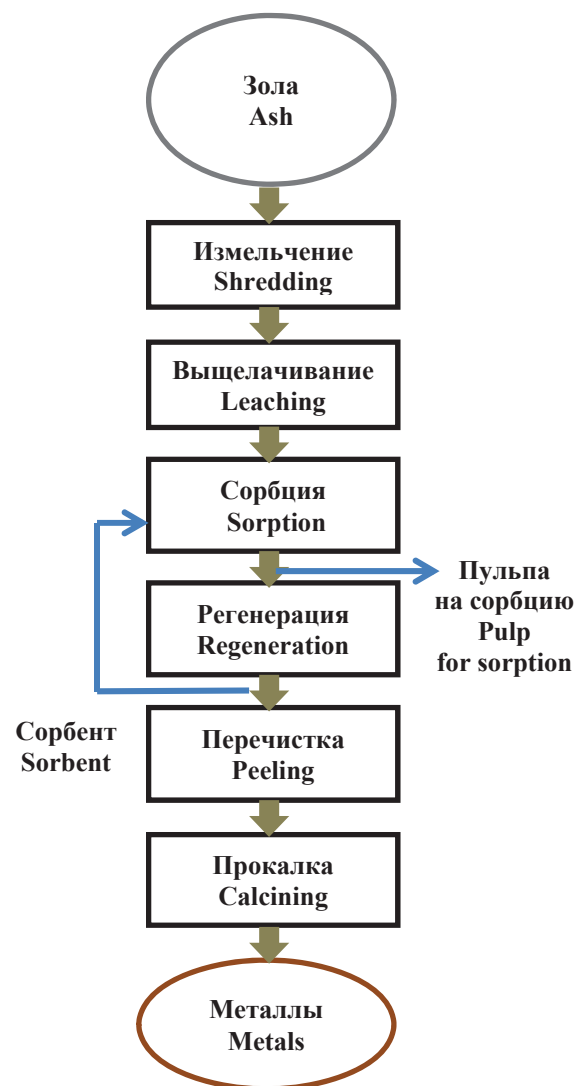 Зола
Ash
Измельчение
Shredding
Выщелачивание
Leaching
Сорбция
Sorption
Пульпа
на сорбцию
Pulp
for sorption
Регенерация
Regeneration
Сорбент
Sorbent
Перечистка
Peeling
Прокалка
Calcining
Металлы
Metals